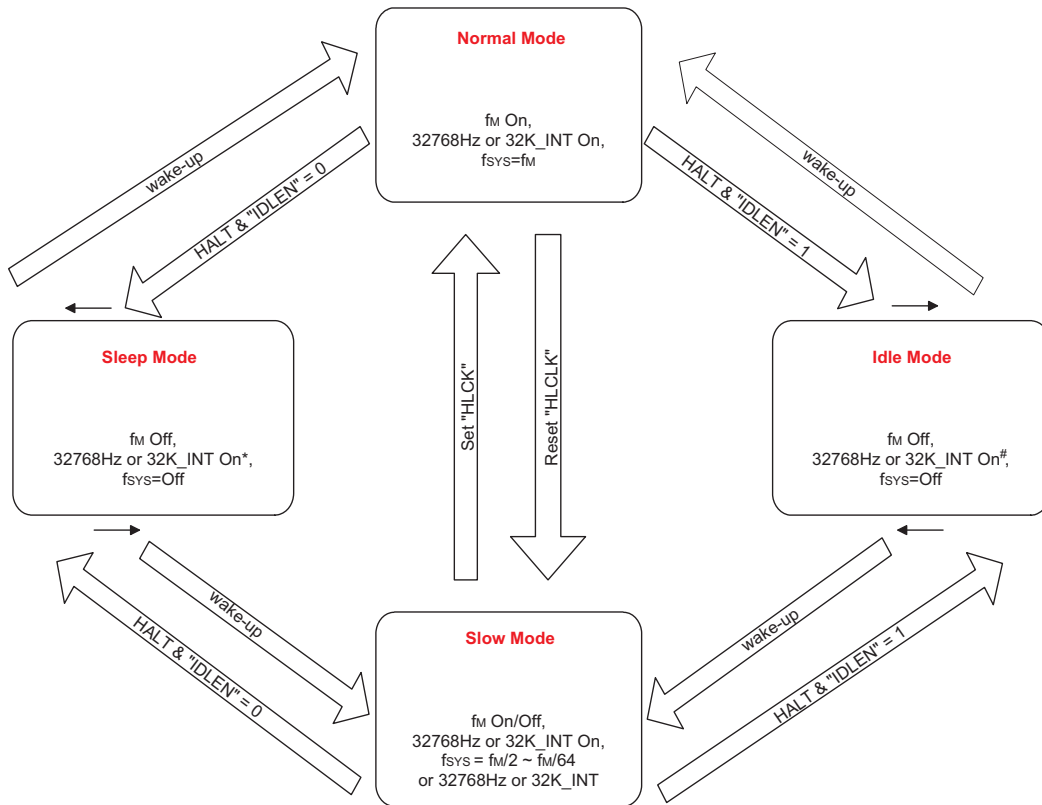 Normal Mode
fM On,
32768Hz or 32K_INT On,
fSYS=fM
wake-up
HALT & "IDLEN" = 0
HALT & "IDLEN" = 1
wake-up
Sleep Mode
fM Off,
32768Hz or 32K_INT On*,
fSYS=Off
Set "HLCK"
Reset "HLCLK"
Idle Mode
fM Off,
32768Hz or 32K_INT On#,
fSYS=Off
wake-up
HALT & "IDLEN" = 0
wake-up
HALT & "IDLEN" = 1
Slow Mode
fM On/Off,
32768Hz or 32K_INT On,
fSYS = fM/2 ~ fM/64
or 32768Hz or 32K_INT